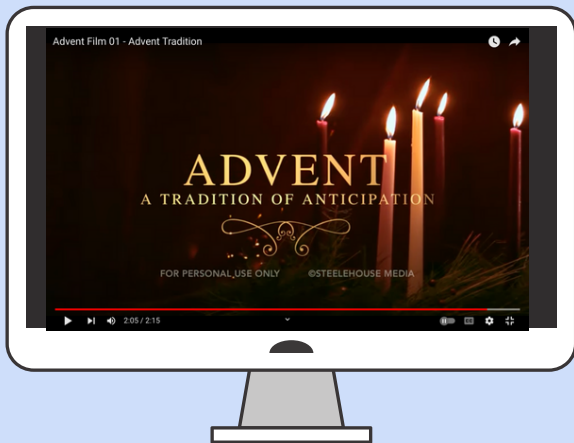 Advent Film 01 - Advent Tradition
ADVENT
A TRADITION OF ANTICIPATION
FOR PERSONAL USE ONLY ©STEELEHOUSE MEDIA
2:05 / 2:15